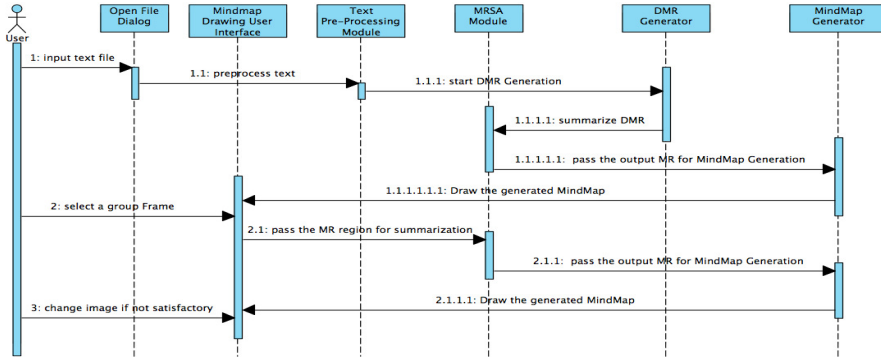 Open File
Dialog
Mindmap
Drawing User
Interface
Text
Pre-Processing
Module
MRSA
Module
DMR
Generator
MindMap
Generator
User
1: input text file
1.1: preprocess text
1.1.1: start DMR Generation
1.1.1.1: summarize DMR
1.1.1.1.1: pass the output MR for MindMap Generation
1.1.1.1.1.1: Draw the generated MindMap
2: select a group Frame
2.1: pass the MR region for summarization
2.1.1: pass the output MR for MindMap Generation
2.1.1.1: Draw the generated MindMap
3: change image if not satisfactory